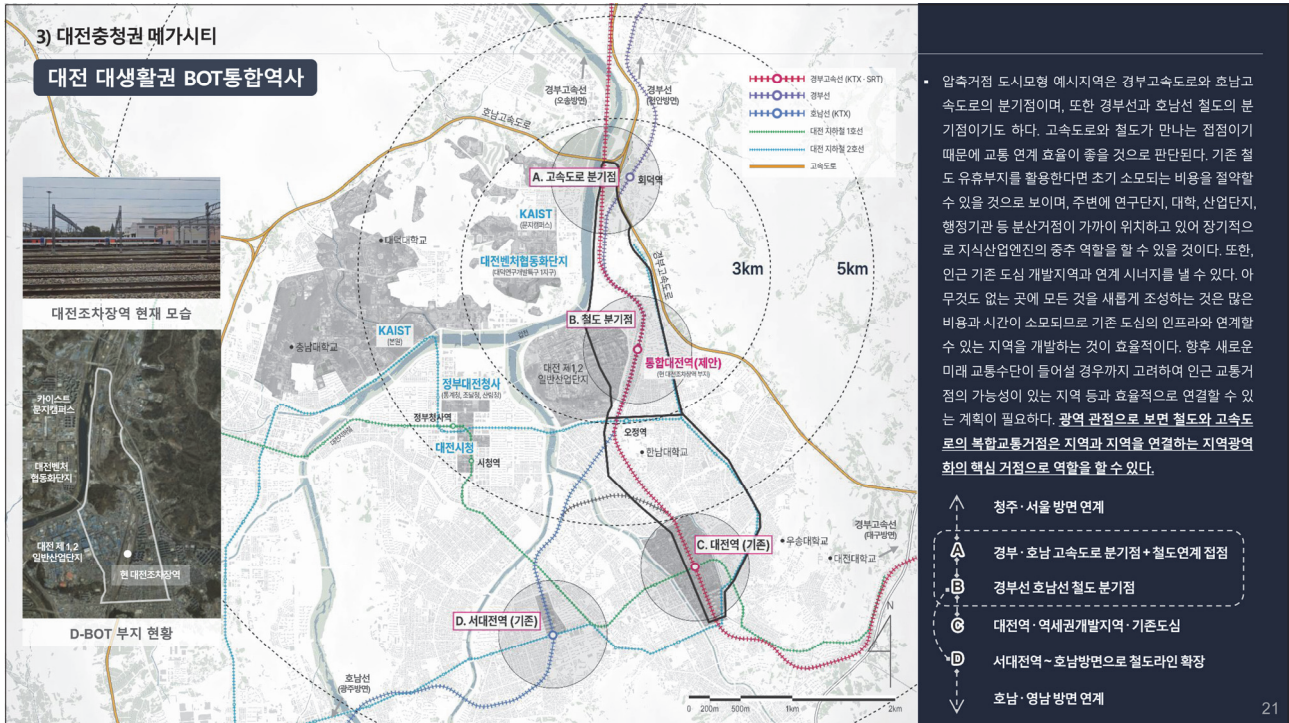 3) 대전충청권 메가시티
대전 대생활권 BOT통합역사
대전조차장역 현재 모습
카이스트
문지캠퍼스
대전벤처
협동화단지
대전 제 1,2
일반산업단지
현 대전조차장역
D-BOT 부지 현황
경부고속선
(오송방면)
경부선
(천안방면)
호남고속도로
경부고속선 (KTX · SRT)
경부선
호남선 (KTX)
대전 지하철 1호선
대전 지하철 2호선
고속도로
A. 고속도로 분기점
회덕역
KAIST
(문지캠퍼스)
대덕대학교
대전벤처협동화단지
(대덕연구개발특구 1지구)
3km
5km
경부고속도로
B. 철도 분기점
KAIST
(본원)
갑천
충남대학교
통합대전역(제안)
(현 대전조차장역 부지)
대전 제 1,2
일반산업단지
정부대전청사
(통계청, 조달청, 산림청)
정부청사역
대전시청
시청역
오정역
한남대학교
C. 대전역 (기존)
우송대학교
대전대학교
경부고속선
(대구방면)
D. 서대전역 (기존)
호남선
(광주방면)
N
0 200m 500m 1km 2km
압축거점 도시모형 예시지역은 경부고속도로와 호남고
속도로의 분기점이며, 또한 경부선과 호남선 철도의 분
기점이기도 하다. 고속도로와 철도가 만나는 접점이기
때문에 교통 연계 효율이 좋을 것으로 판단된다. 기존 철
도 유휴부지를 활용한다면 초기 소모되는 비용을 절약할
수 있을 것으로 보이며, 주변에 연구단지, 대학, 산업단지,
행정기관 등 분산거점이 가까이 위치하고 있어 장기적으
로 지식산업엔진의 중추 역할을 할 수 있을 것이다. 또한,
인근 기존 도심 개발지역과 연계 시너지를 낼 수 있다. 아
무것도 없는 곳에 모든 것을 새롭게 조성하는 것은 많은
비용과 시간이 소모되므로 기존 도심의 인프라와 연계할
수 있는 지역을 개발하는 것이 효율적이다. 향후 새로운
미래 교통수단이 들어설 경우까지 고려하여 인근 교통거
점의 가능성이 있는 지역 등과 효율적으로 연결할 수 있
는 계획이 필요하다. 광역 관점으로 보면 철도와 고속도
로의 복합교통거점은 지역과 지역을 연결하는 지역광역
화의 핵심 거점으로 역할을 할 수 있다.
청주 · 서울 방면 연계
A 경부 · 호남 고속도로 분기점 + 철도연계 접점
B 경부선 호남선 철도 분기점
C 대전역 · 역세권개발지역 · 기존도심
D 서대전역 ~ 호남방면으로 철도라인 확장
호남 · 영남 방면 연계
21